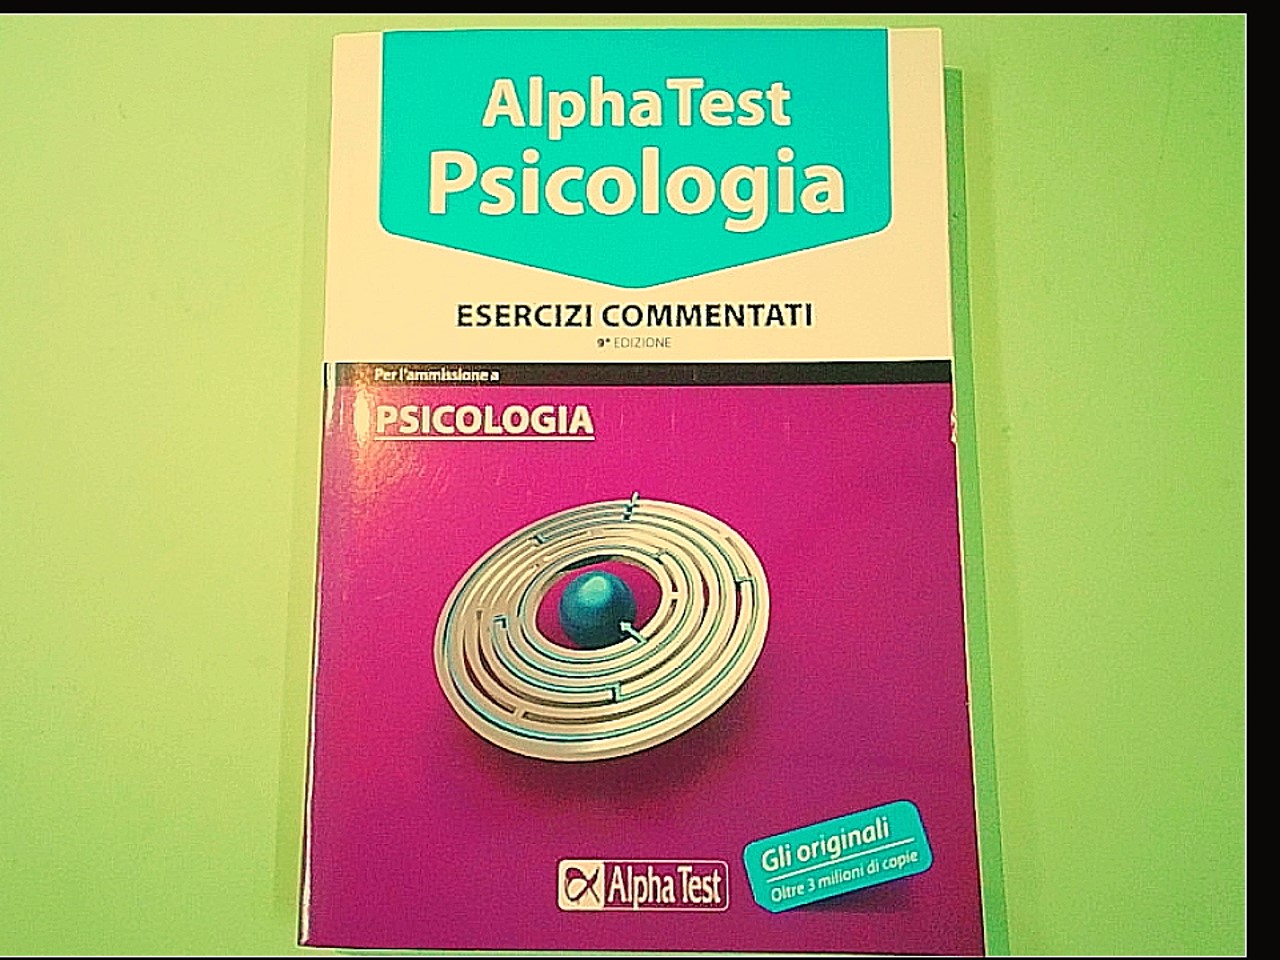 AlphaTest
Psicologia
ESERCIZI COMMENTATI
9ª EDIZIONE
Per l'ammissione a
PSICOLOGIA
Gli originali
Oltre 3 milioni di copie
Alpha Test